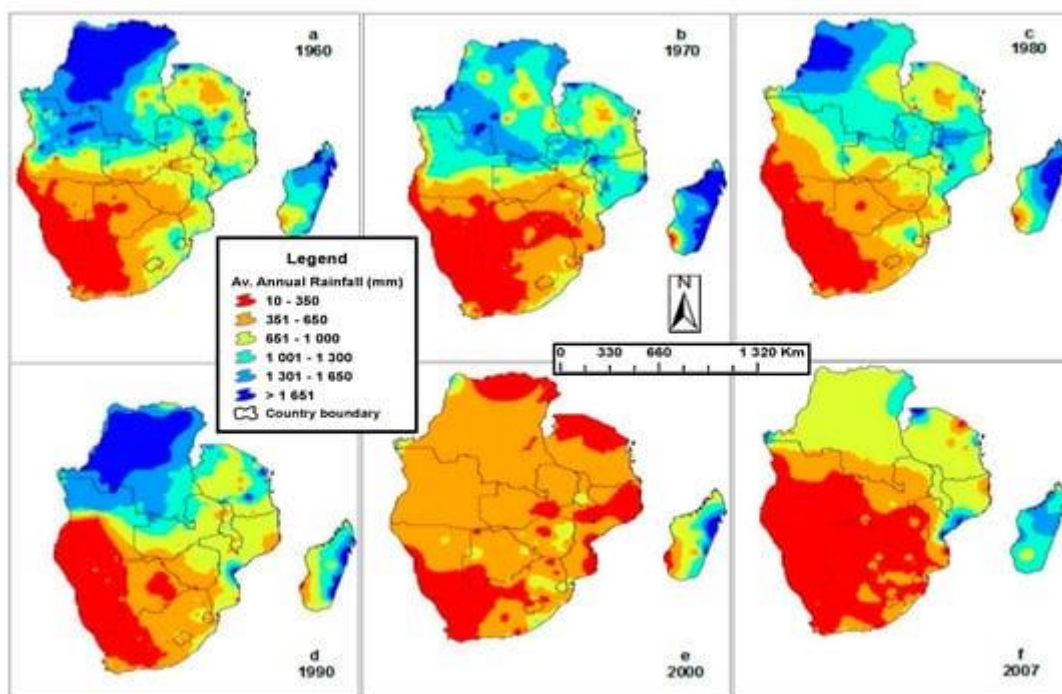 a
1960
b
1970
c
1980
Legend
Av. Annual Rainfall (mm)
10 - 350
351 - 650
651 - 1 000
1 001 - 1 300
1 301 - 1 650
> 1 651
Country boundary
N
0 330 660 1 320 Km
d
1990
e
2000
f
2007